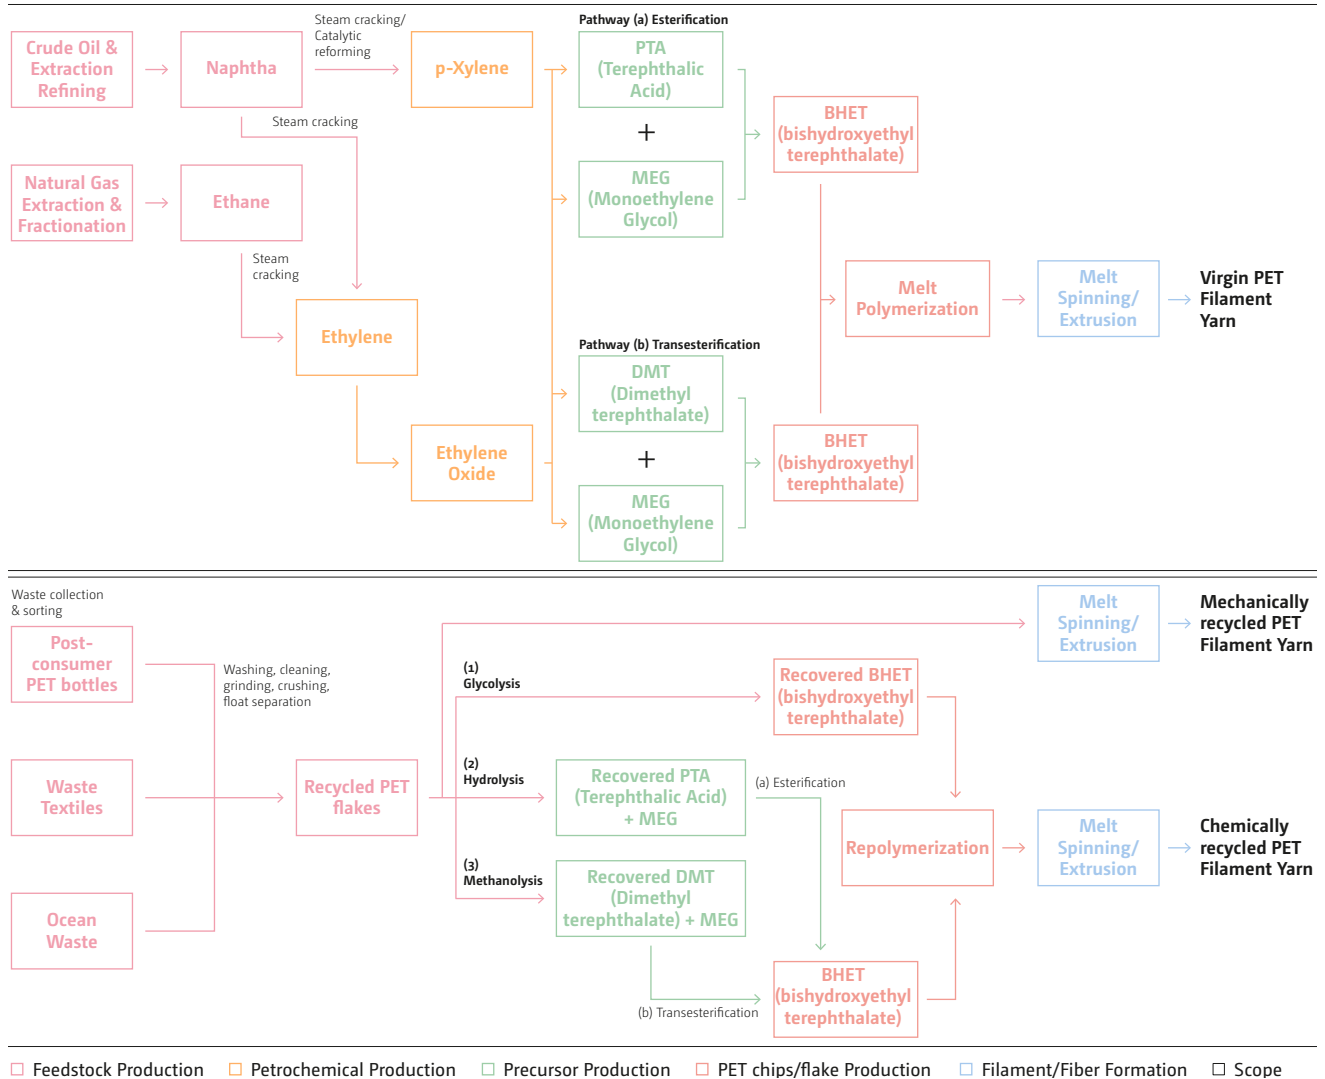 Crude Oil &
Extraction
Refining
Naphtha
Steam cracking/
Catalytic
reforming
p-Xylene
Pathway (a) Esterification
PTA
(Terephthalic
Acid)
+
MEG
(Monoethylene
Glycol)
BHET
(bishydroxyethyl
terephthalate)
Steam cracking
Natural Gas
Extraction &
Fractionation
Ethane
Steam
cracking
Ethylene
Ethylene
Oxide
Pathway (b) Transesterification
DMT
(Dimethyl
terephthalate)
+
MEG
(Monoethylene
Glycol)
BHET
(bishydroxyethyl
terephthalate)
Melt
Polymerization
Melt
Spinning/
Extrusion
Virgin PET
Filament
Yarn
Waste collection
& sorting
Post-
consumer
PET bottles
Washing, cleaning,
grinding, crushing,
float separation
Waste
Textiles
Ocean
Waste
Recycled PET
flakes
(1)
Glycolysis
(2)
Hydrolysis
(3)
Methanolysis
Recovered BHET
(bishydroxyethyl
terephthalate)
Recovered PTA
(Terephthalic Acid)
+ MEG
(a) Esterification
Recovered DMT
(Dimethyl
terephthalate) + MEG
(b) Transesterification
BHET
(bishydroxyethyl
terephthalate)
Repolymerization
Melt
Spinning/
Extrusion
Mechanically
recycled PET
Filament Yarn
Melt
Spinning/
Extrusion
Chemically
recycled PET
Filament Yarn
Feedstock Production
Petrochemical Production
Precursor Production
PET chips/flake Production
Filament/Fiber Formation
Scope